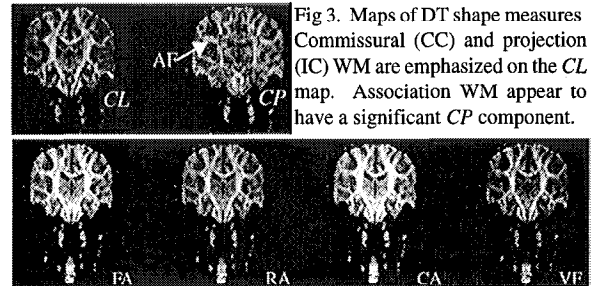 Fig 3. Maps of DT shape measures
Commissural (CC) and projection
(IC) WM are emphasized on the CL
map. Association WM appear to
have a significant CP component.
AF
CL
CP
FA
RA
CA
VF